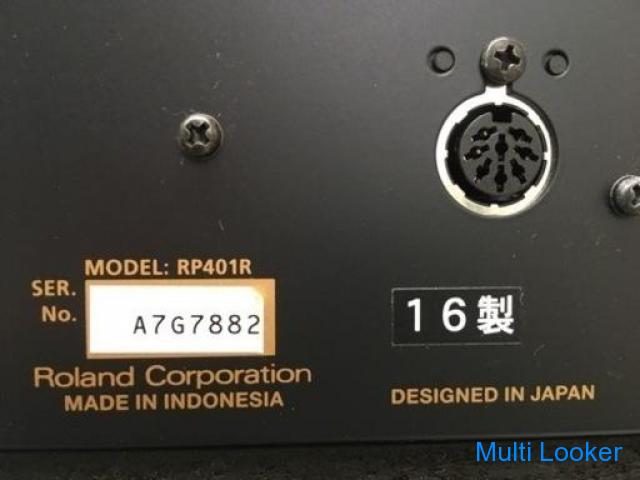 MODEL: RP401R
SER.
No.
A7G7882
16製
Roland Corporation
MADE IN INDONESIA
DESIGNED IN JAPAN
Multi Looker